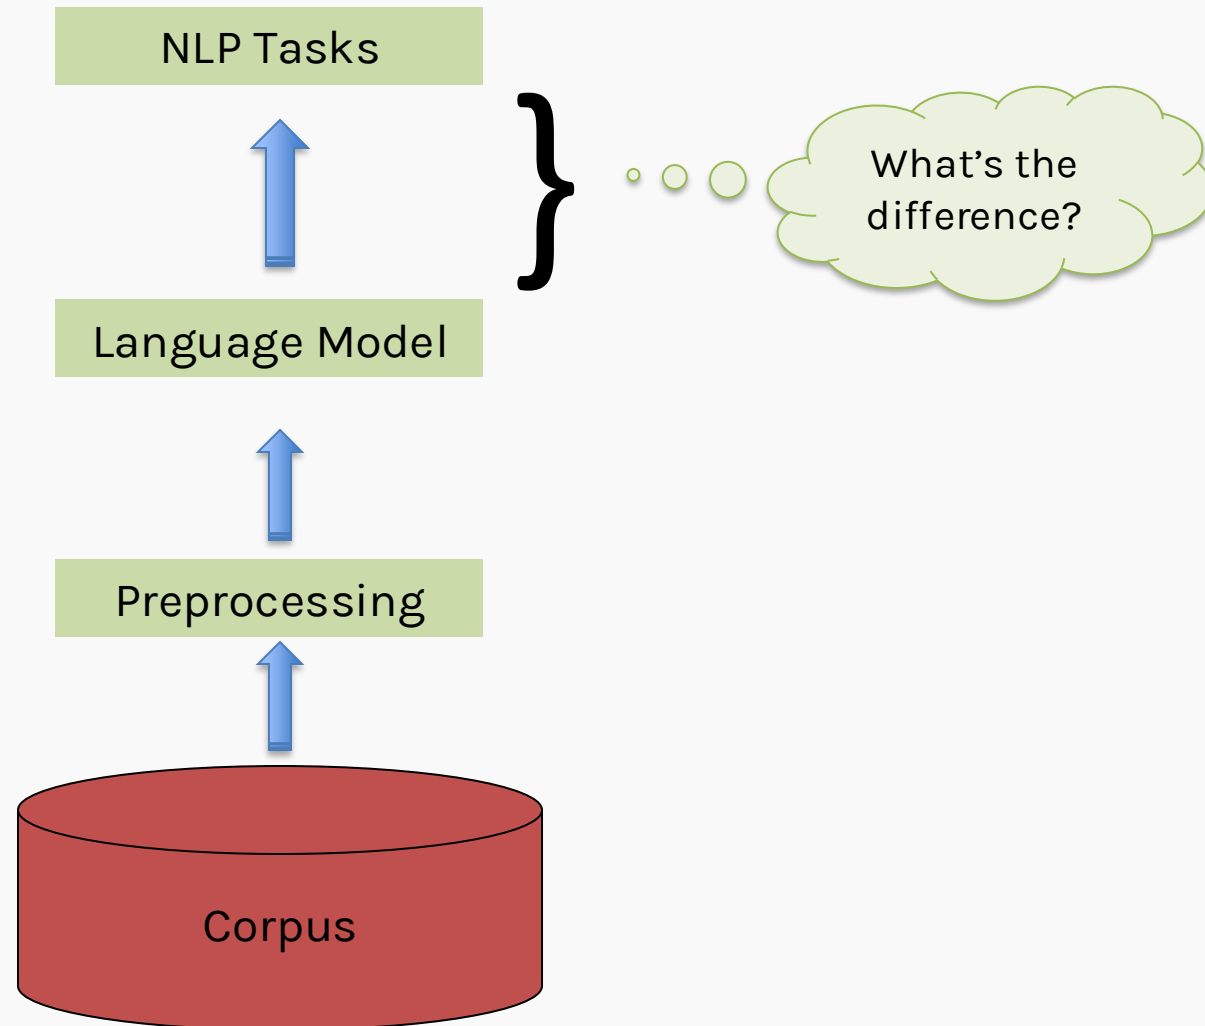 NLP Tasks
What's the
difference?
Language Model
Preprocessing
Corpus